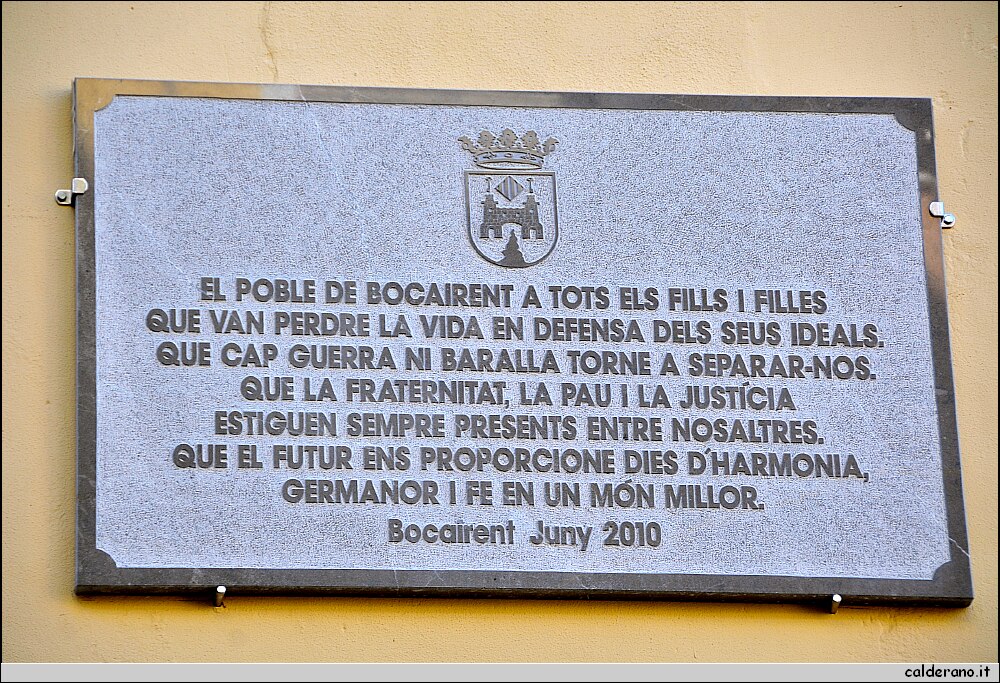 EL POBLE DE BOCAIRENT A TOTS ELS FILLS I FILLES
QUE VAN PERDRE LA VIDA EN DEFENSA DELS SEUS IDEALS.
QUE CAP GUERRA NI BARALLA TORNE A SEPARAR-NOS.
QUE LA FRATERNITAT, LA PAU I LA JUSTÍCIA
ESTIGUEN SEMPRE PRESENTS ENTRE NOSALTRES.
QUE EL FUTUR ENS PROPORCIONE DIES D'HARMONIA,
GERMANOR I FE EN UN MÓN MILLOR.
Bocairent Juny 2010
calderano.it